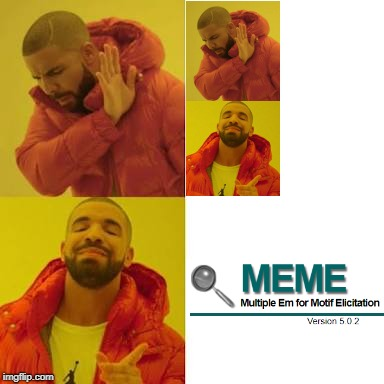 MEME
Multiple Em for Motif Elicitation
Version 5.0.2
imgflip.com